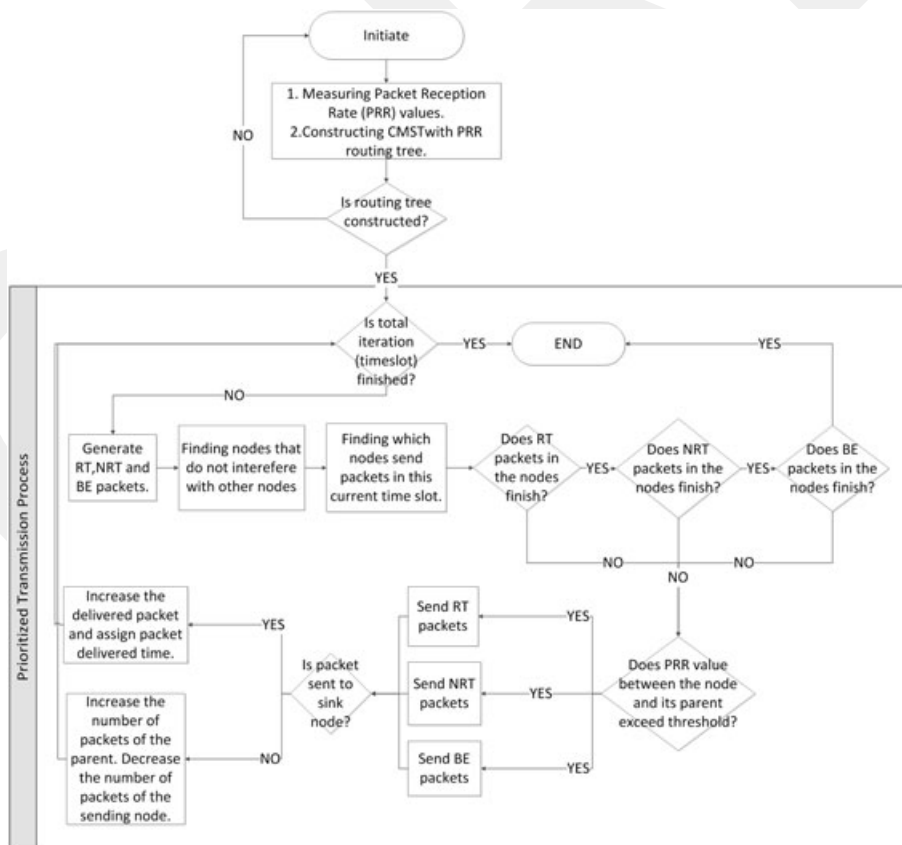 Initiate
1. Measuring Packet Reception
Rate (PRR) values.
2.Constructing CMSTwith PRR
routing tree.
NO
Is routing tree
constructed?
YES
Prioritized Transmission Process
Is total
iteration
(timeslot)
finished?
YES
END
YES
NO
Generate
RT,NRT and
BE packets.
Finding nodes that
do not interefere
with other nodes
Finding which
nodes send
packets in this
current time slot.
Does RT
packets in
the nodes
finish?
YES
Does NRT
packets in the
nodes finish?
YES
Does BE
packets in the
nodes finish?
NO
NO
NO
Increase the
delivered packet
and assign packet
delivered time.
YES
Send RT
packets
YES
Is packet
sent to
sink
node?
Send NRT
packets
YES
Does PRR value
between the node
and its parent
exceed threshold?
Increase the
number of
packets of the
parent. Decrease
the number of
packets of the
sending node.
NO
Send BE
packets
YES